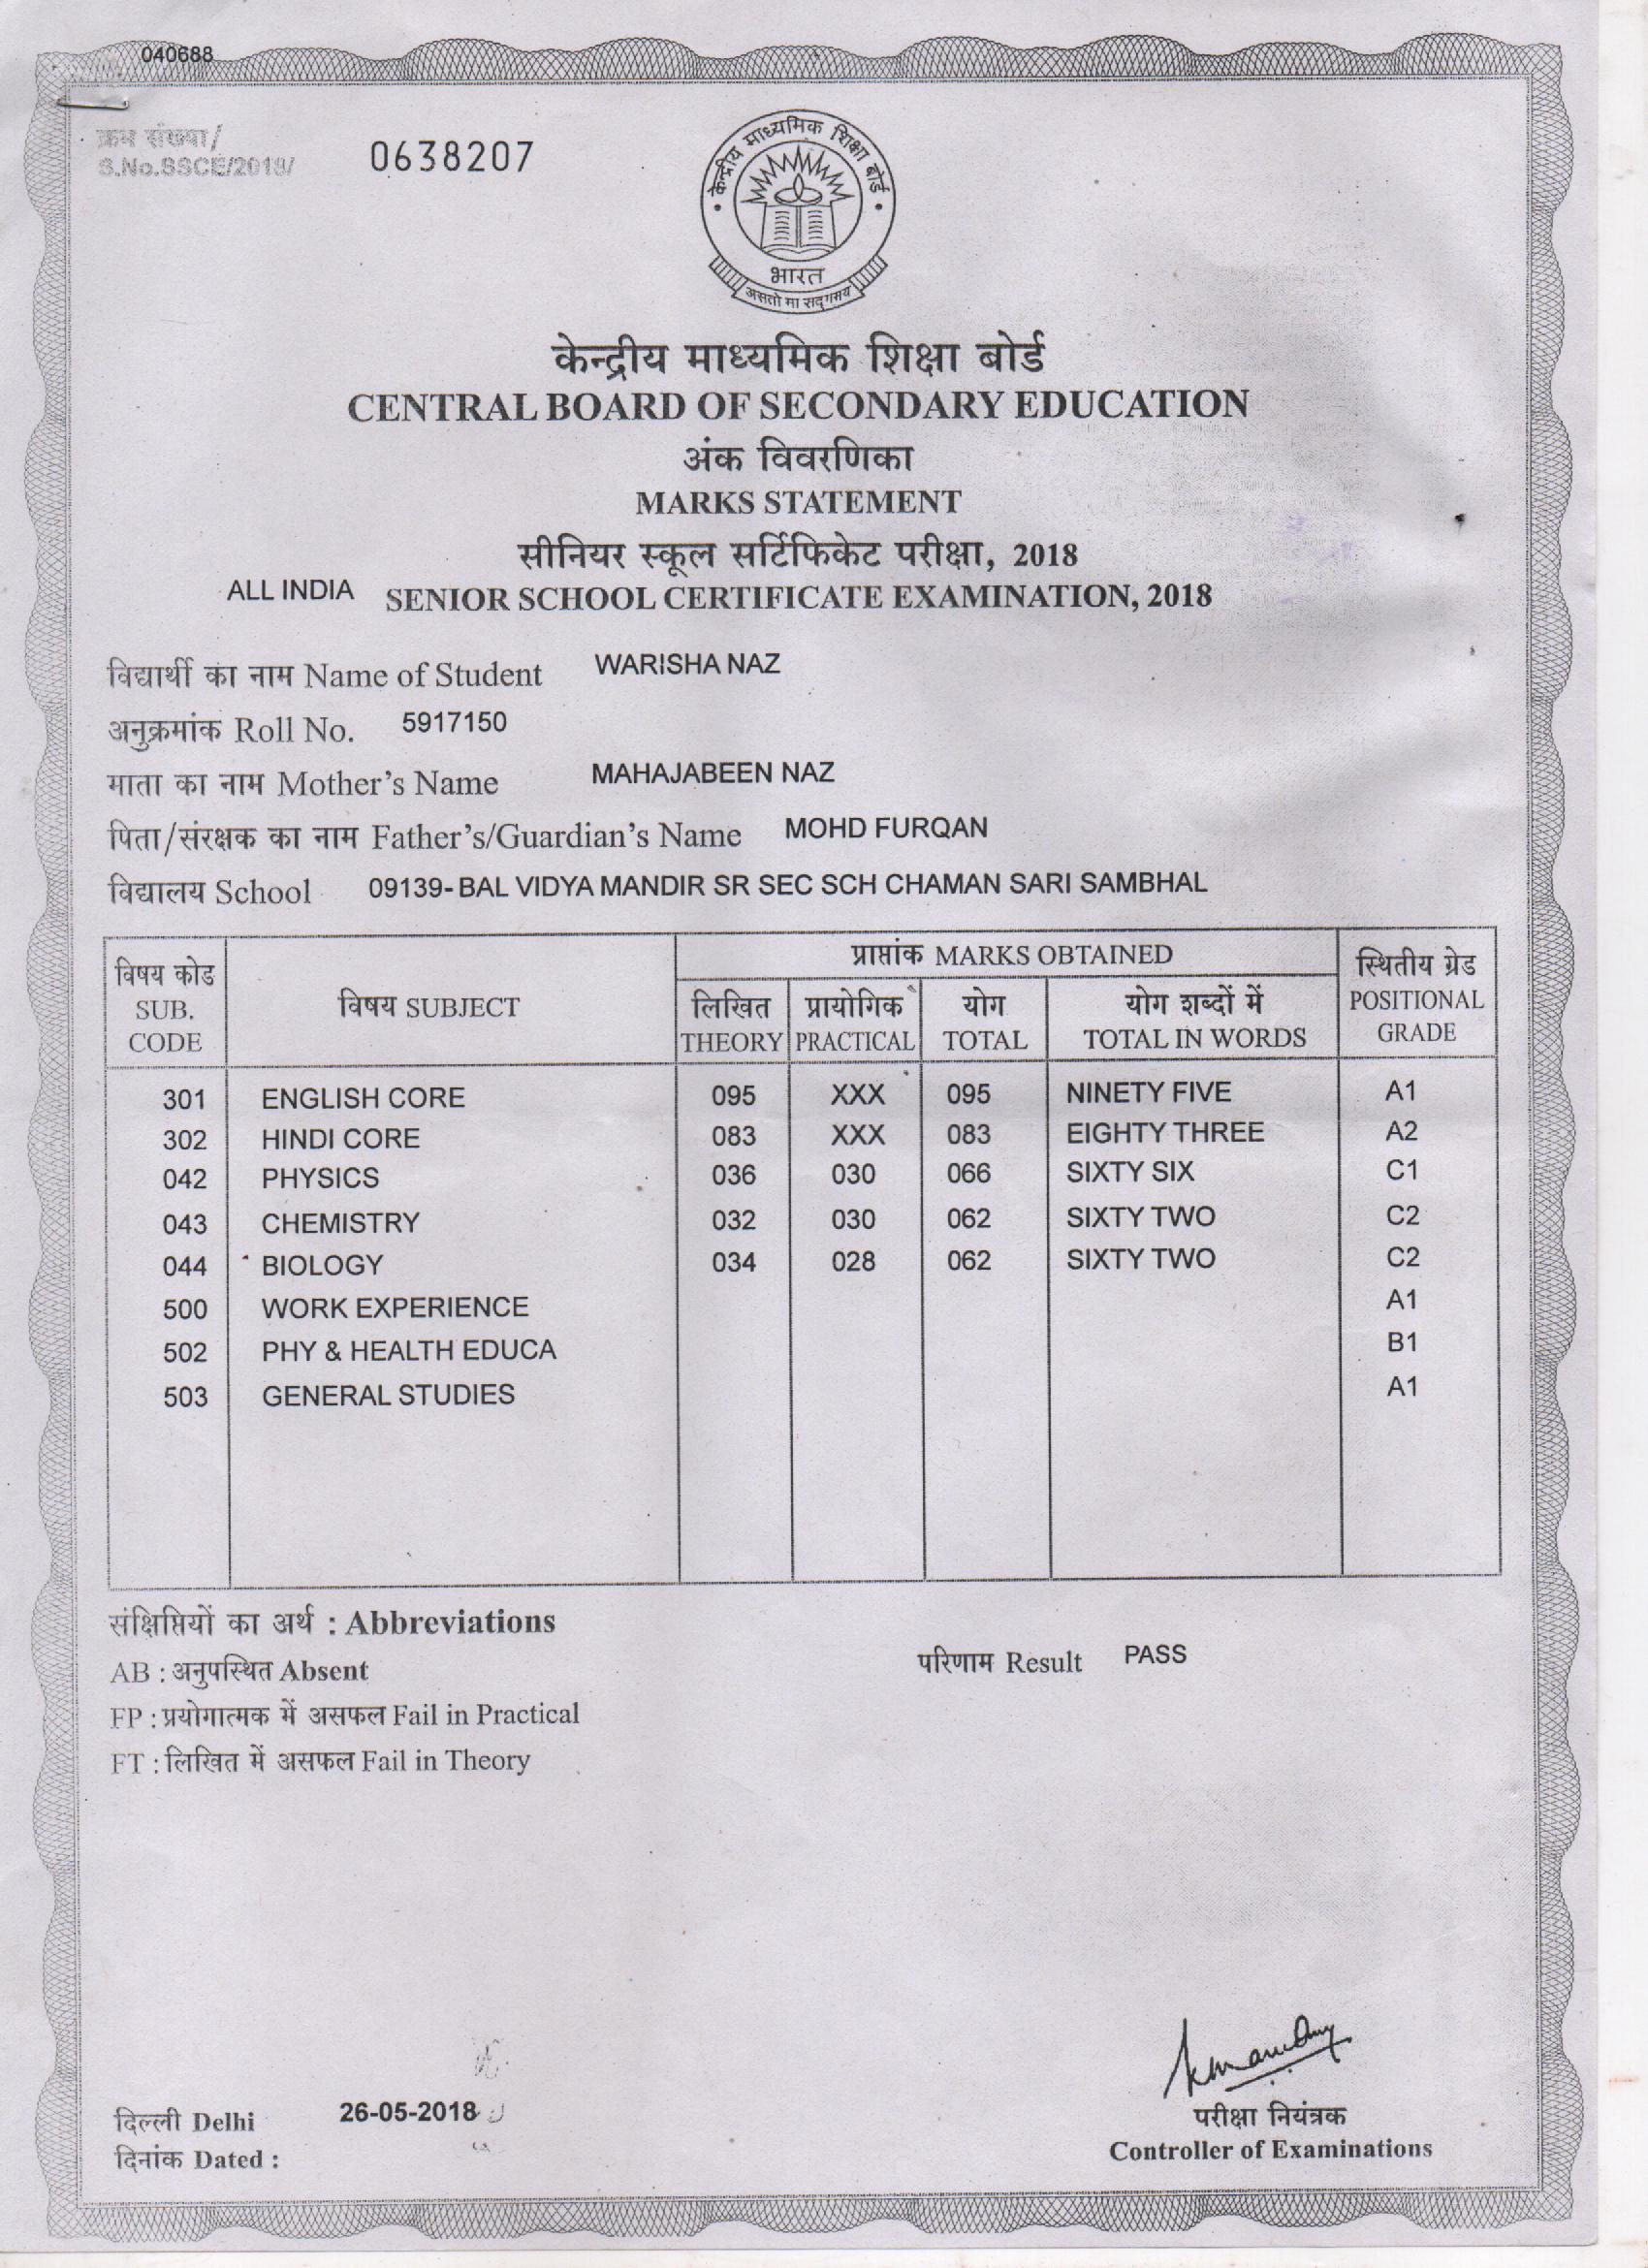 040688
क्रम संख्या/
S.No.SSCE/2018/ 0638207
केन्द्रीय माध्यमिक शिक्षा बोर्ड
भारत
असतो मा सद्गमय
केन्द्रीय माध्यमिक शिक्षा बोर्ड
CENTRAL BOARD OF SECONDARY EDUCATION
अंक विवरणिका
MARKS STATEMENT
सीनियर स्कूल सर्टिफिकेट परीक्षा, 2018
ALL INDIA SENIOR SCHOOL CERTIFICATE EXAMINATION, 2018
विद्यार्थी का नाम Name of Student WARISHA NAZ
अनुक्रमांक Roll No. 5917150
माता का नाम Mother's Name MAHAJABEEN NAZ
पिता/संरक्षक का नाम Father's/Guardian's Name MOHD FURQAN
विद्यालय School 09139- BAL VIDYA MANDIR SR SEC SCH CHAMAN SARI SAMBHAL
विषय कोड SUB. CODE विषय SUBJECT प्राप्तांक MARKS OBTAINED स्थितीय ग्रेड POSITIONAL GRADE
लिखित THEORY प्रायोगिक PRACTICAL योग TOTAL योग शब्दों में TOTAL IN WORDS
301 ENGLISH CORE 095 XXX 095 NINETY FIVE A1
302 HINDI CORE 083 XXX 083 EIGHTY THREE A2
042 PHYSICS 036 030 066 SIXTY SIX C1
043 CHEMISTRY 032 030 062 SIXTY TWO C2
044 BIOLOGY 034 028 062 SIXTY TWO C2
500 WORK EXPERIENCE A1
502 PHY & HEALTH EDUCA B1
503 GENERAL STUDIES A1
संक्षिप्तियों का अर्थ : Abbreviations
परिणाम Result PASS
AB : अनुपस्थित Absent
FP : प्रयोगात्मक में असफल Fail in Practical
FT : लिखित में असफल Fail in Theory
दिल्ली Delhi 26-05-2018
दिनांक Dated :
परीक्षा नियंत्रक
Controller of Examinations